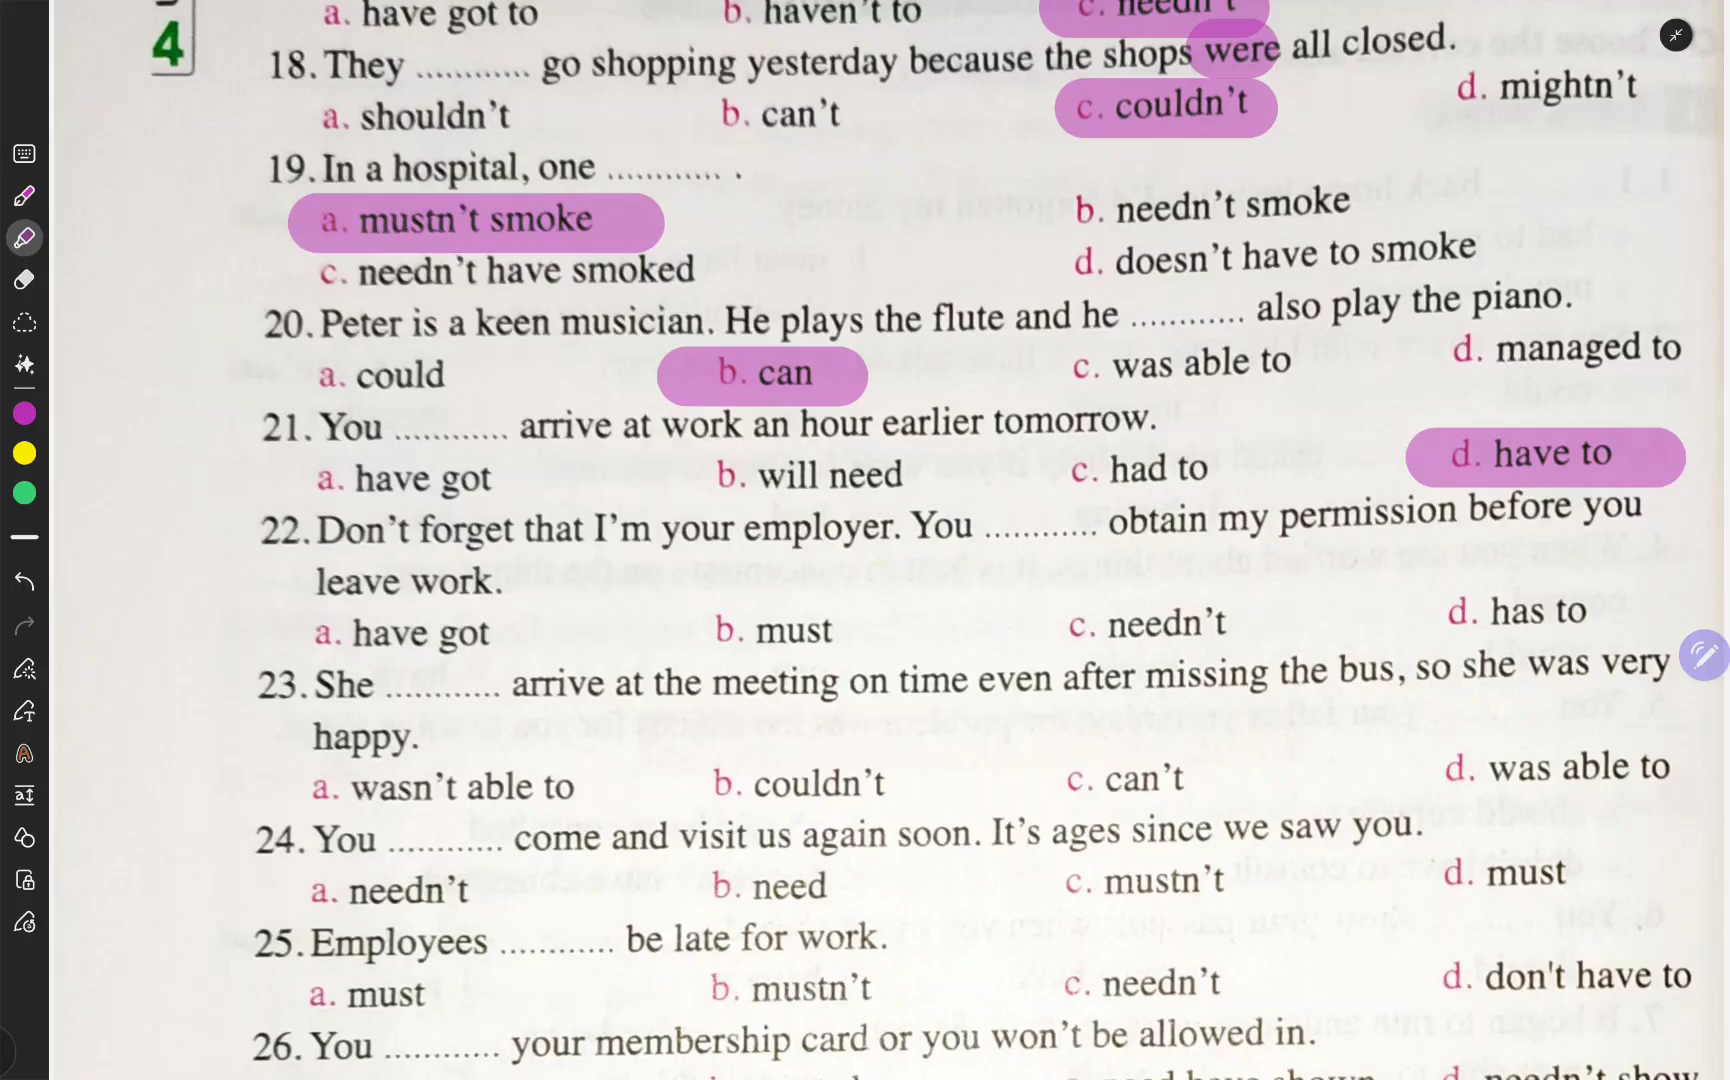 4
a. have got to b. haven't to c. needn't
18. They ............ go shopping yesterday because the shops were all closed.
a. shouldn't b. can't c. couldn't d. mightn't
19. In a hospital, one ............ .
a. mustn't smoke b. needn't smoke
c. needn't have smoked d. doesn't have to smoke
20. Peter is a keen musician. He plays the flute and he ............ also play the piano.
a. could b. can c. was able to d. managed to
21. You ............ arrive at work an hour earlier tomorrow.
a. have got b. will need c. had to d. have to
22. Don't forget that I'm your employer. You ............ obtain my permission before you
leave work.
a. have got b. must c. needn't d. has to
23. She ............ arrive at the meeting on time even after missing the bus, so she was very
happy.
a. wasn't able to b. couldn't c. can't d. was able to
24. You ............ come and visit us again soon. It's ages since we saw you.
a. needn't b. need c. mustn't d. must
25. Employees ............ be late for work.
a. must b. mustn't c. needn't d. don't have to
26. You ............ your membership card or you won't be allowed in.
d. needn't show